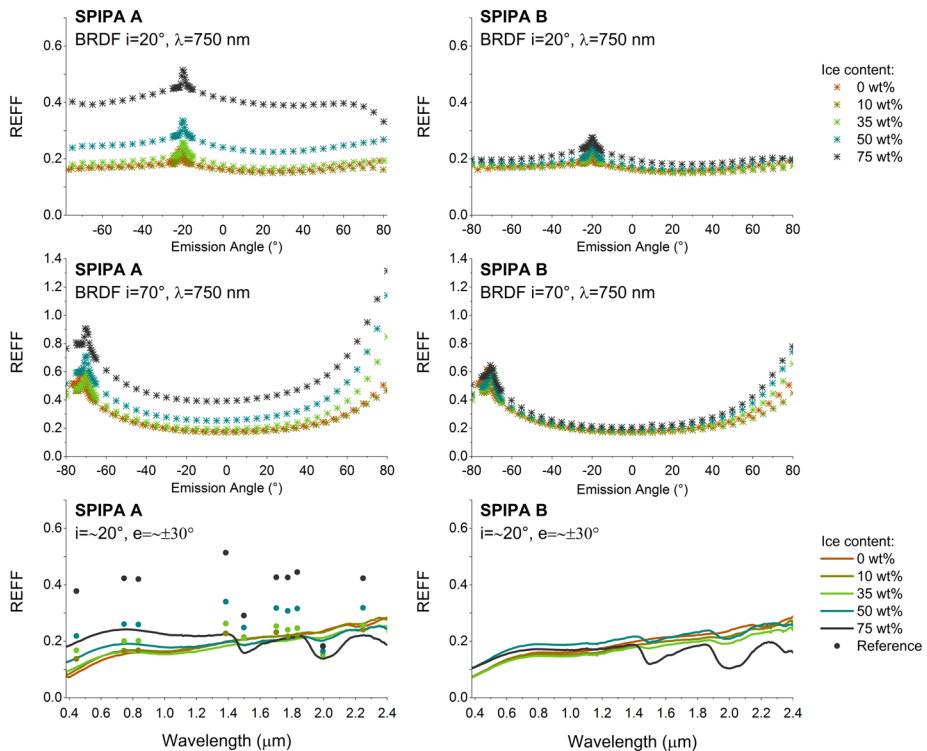 SPIPA A
BRDF i=20°, λ=750 nm
REFF
0.6
0.4
0.2
0.0
-60 -40 -20 0 20 40 60 80
Emission Angle (°)
SPIPA B
BRDF i=20°, λ=750 nm
REFF
0.6
0.4
0.2
0.0
-80 -60 -40 -20 0 20 40 60 80
Emission Angle (°)
Ice content:
0 wt%
10 wt%
35 wt%
50 wt%
75 wt%
SPIPA A
BRDF i=70°, λ=750 nm
REFF
1.4
1.2
1.0
0.8
0.6
0.4
0.2
0.0
-80 -60 -40 -20 0 20 40 60 80
Emission Angle (°)
SPIPA B
BRDF i=70°, λ=750 nm
REFF
1.4
1.2
1.0
0.8
0.6
0.4
0.2
0.0
-80 -60 -40 -20 0 20 40 60 80
Emission Angle (°)
SPIPA A
i=~20°, e=~±30°
REFF
0.6
0.4
0.2
0.0
0.4 0.6 0.8 1.0 1.2 1.4 1.6 1.8 2.0 2.2 2.4
Wavelength (μm)
SPIPA B
i=~20°, e=~±30°
REFF
0.6
0.4
0.2
0.0
0.4 0.6 0.8 1.0 1.2 1.4 1.6 1.8 2.0 2.2 2.4
Wavelength (μm)
Ice content:
0 wt%
10 wt%
35 wt%
50 wt%
75 wt%
Reference